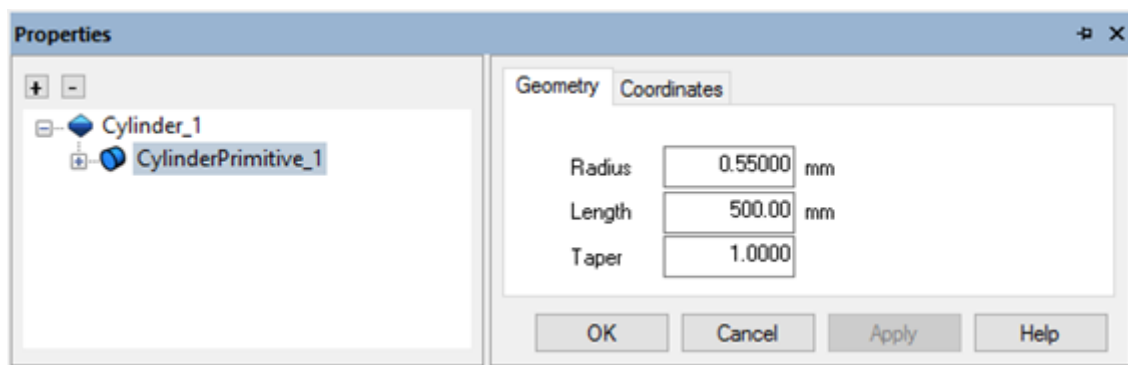 Properties
+ -
Cylinder_1
CylinderPrimitive_1
Geometry Coordinates
Radius 0.55000 mm
Length 500.00 mm
Taper 1.0000
OK Cancel Apply Help